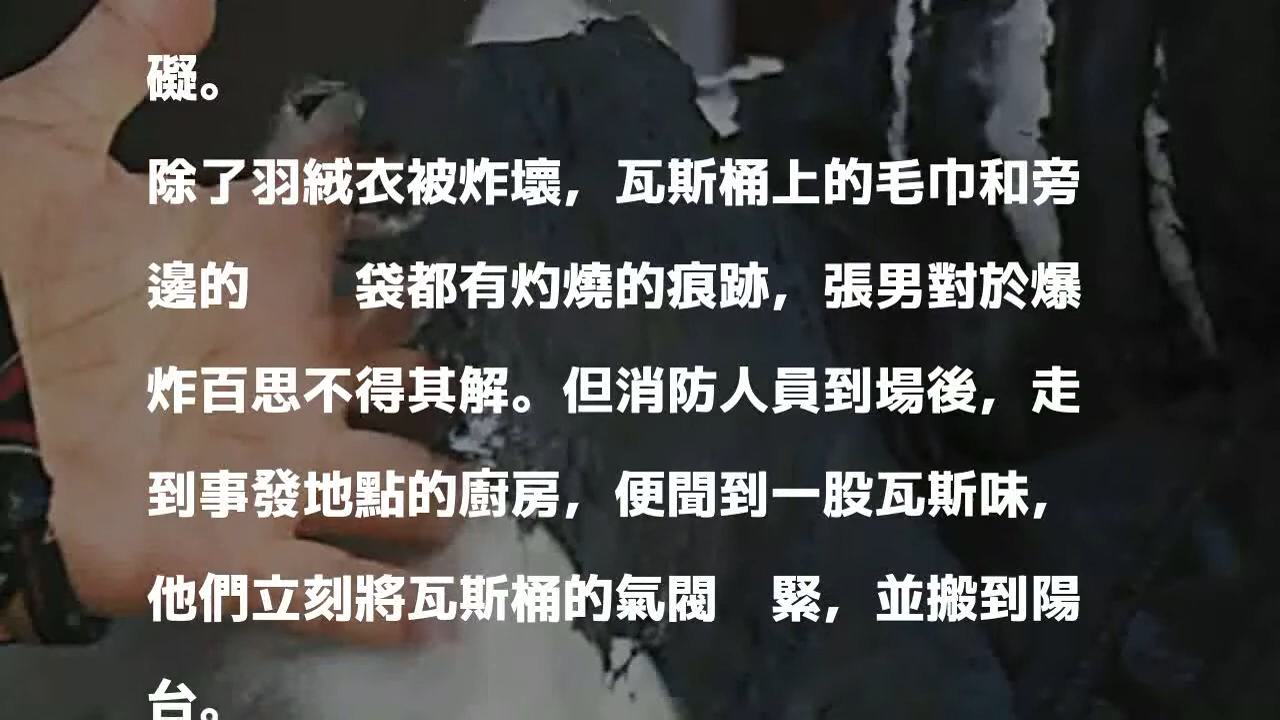 礙。
除了羽絨衣被炸壞，瓦斯桶上的毛巾和旁
邊的　　袋都有灼燒的痕跡，張男對於爆
炸百思不得其解。但消防人員到場後，走
到事發地點的廚房，便聞到一股瓦斯味，
他們立刻將瓦斯桶的氣閥　緊，並搬到陽
台。